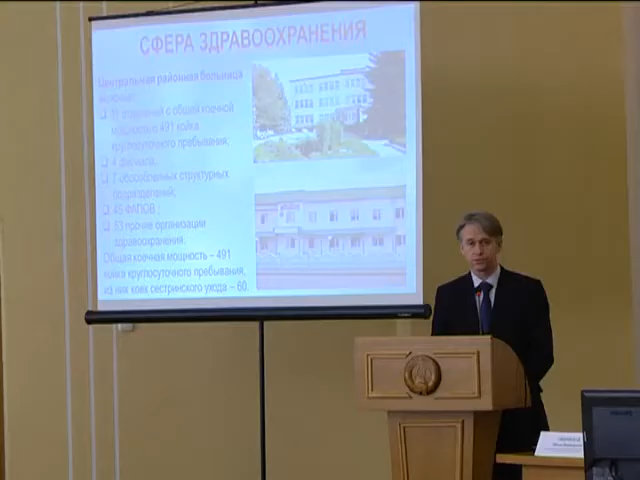 СФЕРА ЗДРАВООХРАНЕНИЯ
Центральная районная больница
включает:
отделений с общей коечной
мощностью 491 койка
круглосуточного пребывания;
4 филиала;
7 обособленных структурных
подразделений;
45 ФАПОВ;
53 прочие организации
здравоохранения.
Общая коечная мощность – 491
койка круглосуточного пребывания,
из них коек сестринского ухода – 60.
PHILIPS